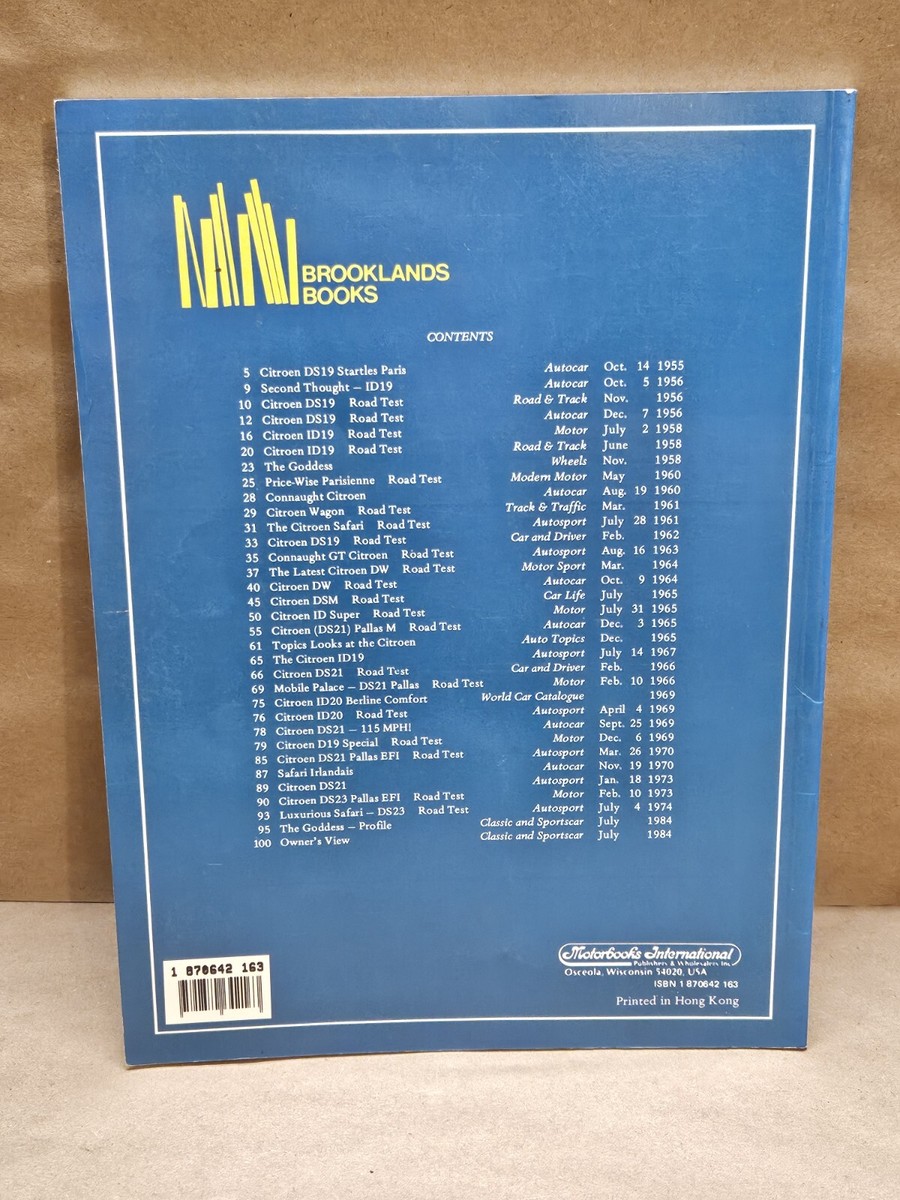 BROOKLANDS
BOOKS
CONTENTS
5 Citroen DS19 Startles Paris Autocar Oct. 14 1955
9 Second Thought – ID19 Autocar Oct. 5 1956
10 Citroen DS19 Road Test Road & Track Nov. 1956
12 Citroen DS19 Road Test Autocar Dec. 7 1956
16 Citroen ID19 Road Test Motor July 2 1958
20 Citroen ID19 Road Test Road & Track June 1958
23 The Goddess Wheels Nov. 1958
25 Price-Wise Parisienne Road Test Modern Motor May 1960
28 Connaught Citroen Autocar Aug. 19 1960
29 Citroen Wagon Road Test Track & Traffic Mar. 1961
31 The Citroen Safari Road Test Autosport July 28 1961
33 Citroen DS19 Road Test Car and Driver Feb. 1962
35 Connaught GT Citroen Road Test Autosport Aug. 16 1963
37 The Latest Citroen DW Road Test Motor Sport Mar. 1964
40 Citroen DW Road Test Autocar Oct. 9 1964
45 Citroen DSM Road Test Car Life July 1965
50 Citroen ID Super Road Test Motor July 31 1965
55 Citroen (DS21) Pallas M Road Test Autocar Dec. 3 1965
61 Topics Looks at the Citroen Auto Topics Dec. 1965
65 The Citroen ID19 Autosport July 14 1967
66 Citroen DS21 Road Test Car and Driver Feb. 1966
69 Mobile Palace – DS21 Pallas Road Test Motor Feb. 10 1966
75 Citroen ID20 Berline Comfort World Car Catalogue 1969
76 Citroen ID20 Road Test Autosport April 4 1969
78 Citroen DS21 – 115 MPH! Autocar Sept. 25 1969
79 Citroen D19 Special Road Test Motor Dec. 6 1969
85 Citroen DS21 Pallas EFI Road Test Autosport Mar. 26 1970
87 Safari Irlandais Autocar Nov. 19 1970
89 Citroen DS21 Autosport Jan. 18 1973
90 Citroen DS23 Pallas EFI Road Test Motor Feb. 10 1973
93 Luxurious Safari – DS23 Road Test Autosport July 4 1974
95 The Goddess – Profile Classic and Sportscar July 1984
100 Owner's View Classic and Sportscar July 1984
1 870642 163
Motorbooks International
Publishers & Wholesalers Inc.
Osceola, Wisconsin 54020, USA
ISBN 1 870642 163
Printed in Hong Kong